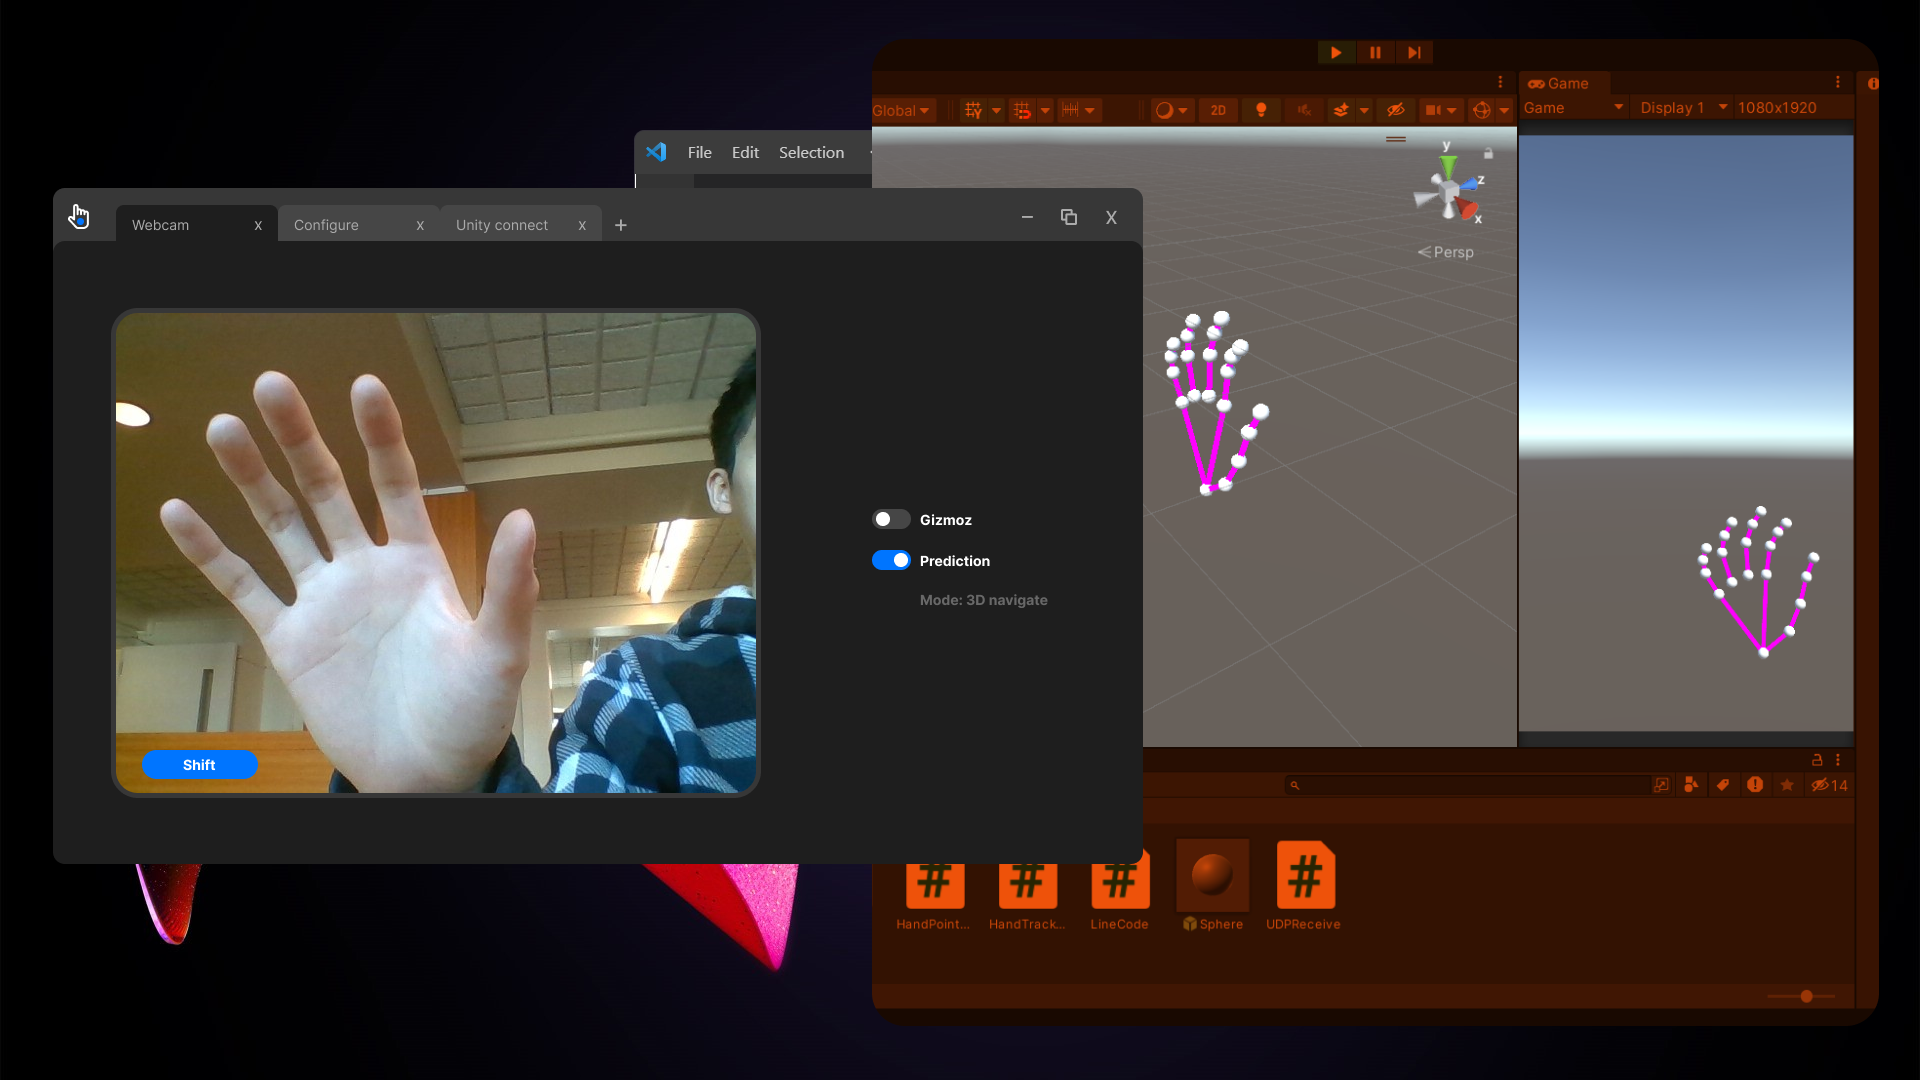 Game
Global
2D
Game
Display 1
1080x1920
File Edit Selection
y
z
x
Persp
Webcam x
Configure x
Unity connect x
+
X
Gizmoz
Prediction
Mode: 3D navigate
Shift
14
HandPoint...
HandTrack...
LineCode
Sphere
UDPReceive